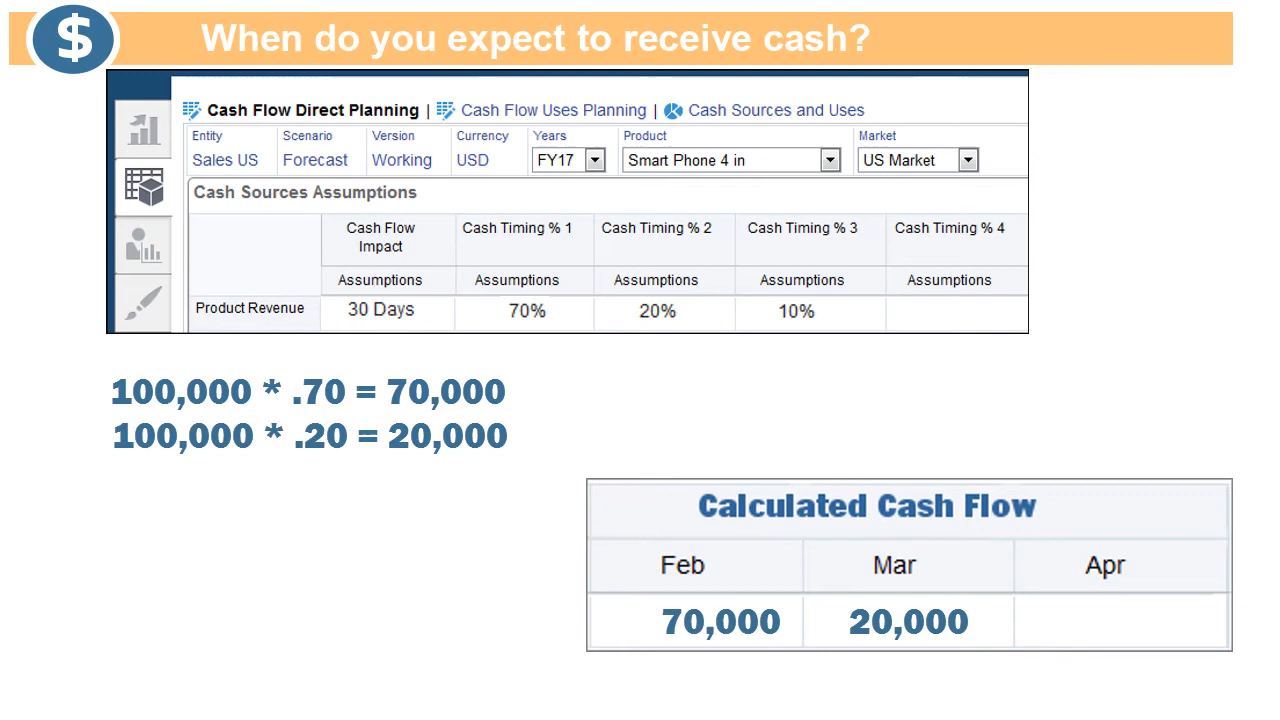 $ When do you expect to receive cash?
Cash Flow Direct Planning | Cash Flow Uses Planning | Cash Sources and Uses
Entity Scenario Version Currency Years Product Market
Sales US Forecast Working USD FY17 Smart Phone 4 in US Market
Cash Sources Assumptions
Cash Flow Impact Cash Timing % 1 Cash Timing % 2 Cash Timing % 3 Cash Timing % 4
Assumptions Assumptions Assumptions Assumptions Assumptions
Product Revenue 30 Days 70% 20% 10%
100,000 * .70 = 70,000
100,000 * .20 = 20,000
Calculated Cash Flow
Feb Mar Apr
70,000 20,000